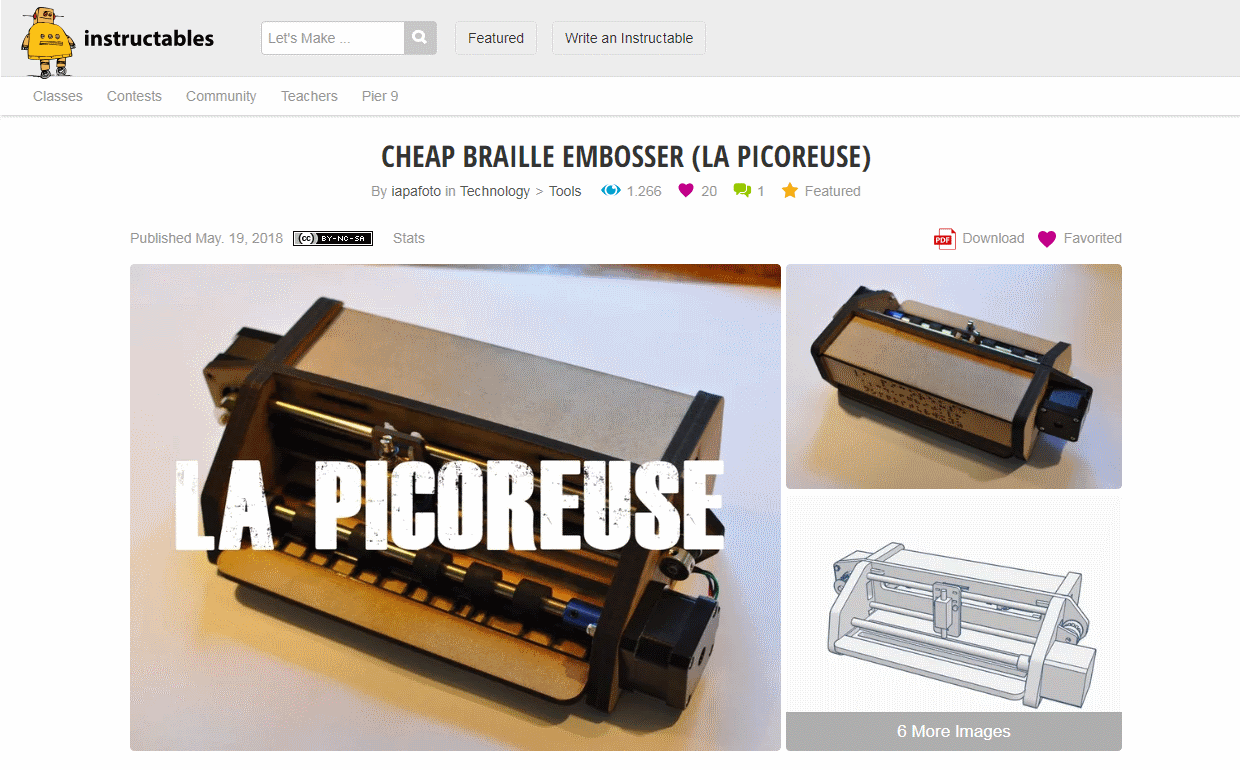 instructables
Let's Make ...
Featured
Write an Instructable
Classes
Contests
Community
Teachers
Pier 9
CHEAP BRAILLE EMBOSSER (LA PICOREUSE)
By iapafoto in Technology > Tools
1.266
20
1
Featured
Published May. 19, 2018
(cc) BY-NC-SA
Stats
PDF
Download
Favorited
LA PICOREUSE
6 More Images